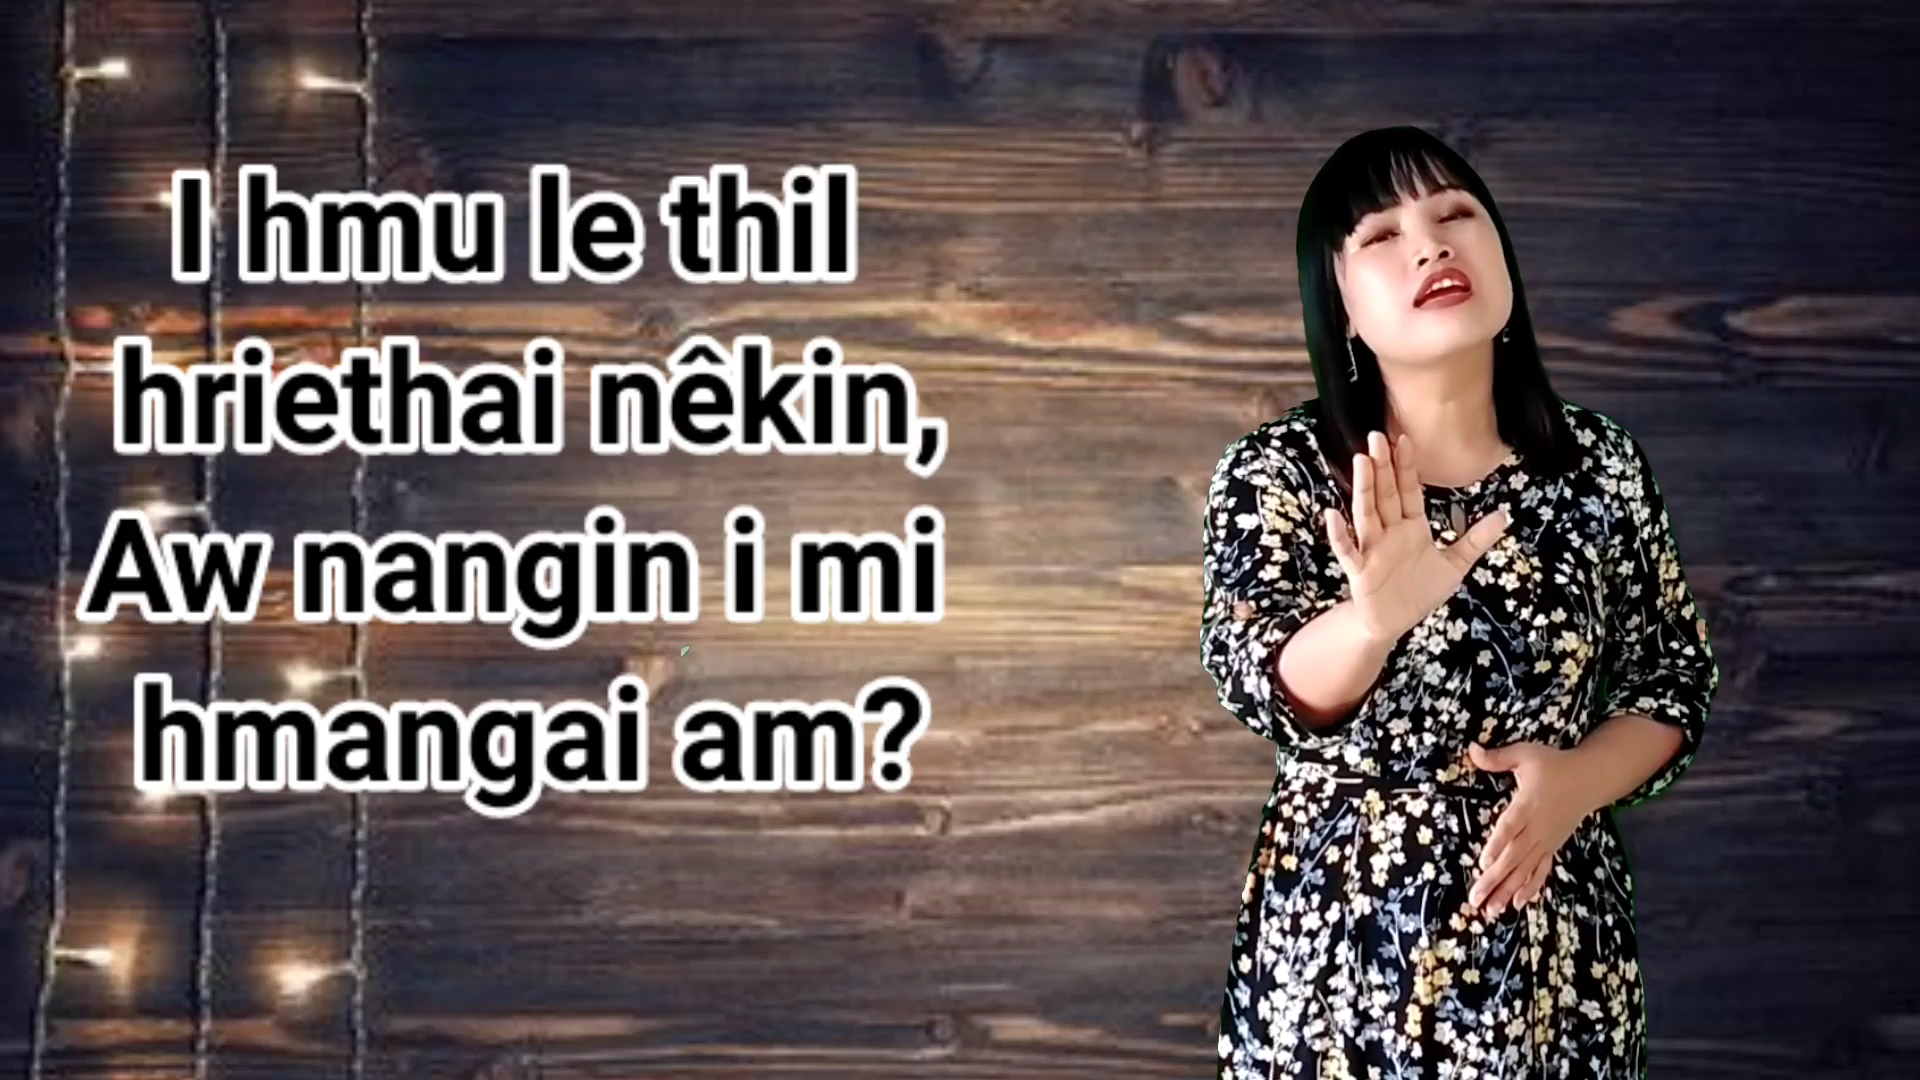 I hmu le thil
hriethai nêkin,
Aw nangin i mi
hmangai am?